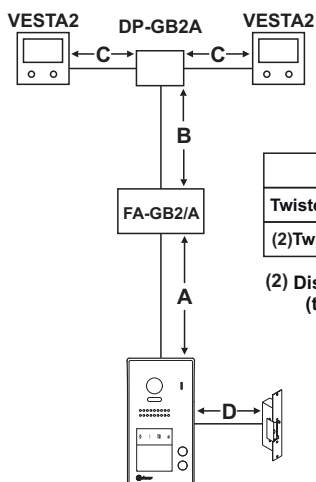 VESTA2 DP-GB2A VESTA2
C C
B
FA-GB2/A
Twiste
(2)Tw
A
(2) Dis
(t
D